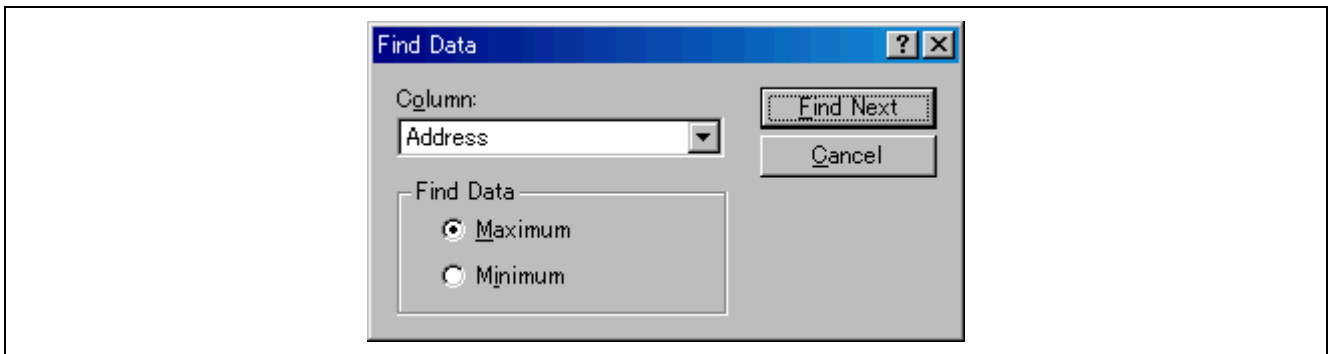 Find Data
Column:
Find Next
Address
Cancel
Find Data
Maximum
Minimum